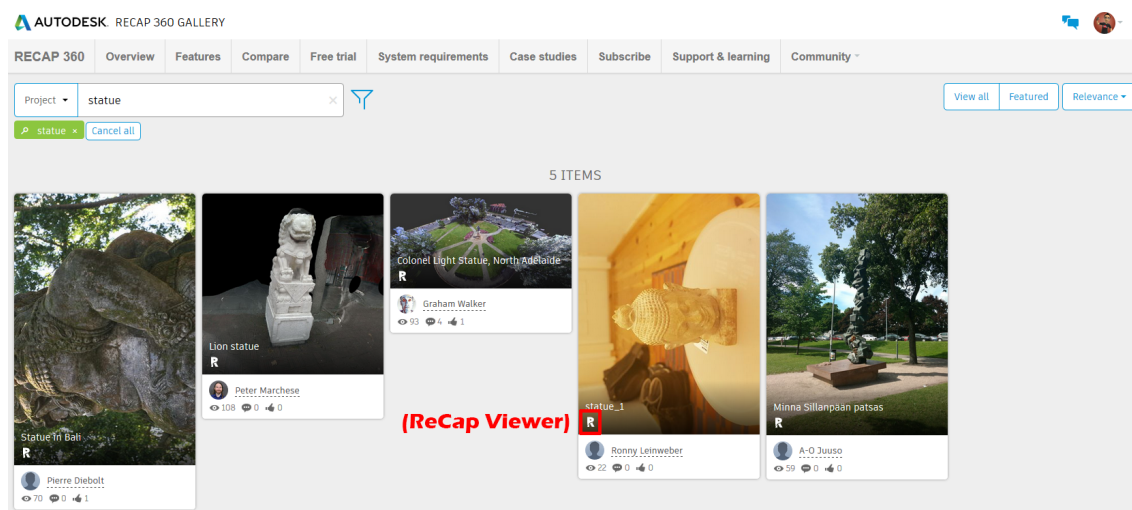 AUTODESK. RECAP 360 GALLERY
RECAP 360 Overview Features Compare Free trial System requirements Case studies Subscribe Support & learning Community
Project statue × View all Featured Relevance
statue × Cancel all
5 ITEMS
Statue in Bali
R
Pierre Diebolt
70 0 1
Lion statue
R
Peter Marchese
108 0 0
Colonel Light Statue, North Adelaide
R
Graham Walker
93 4 1
(ReCap Viewer)
statue_1
R
Ronny Leinweber
22 0 0
Minna Sillanpaan patsas
R
A-O Juuso
59 0 0